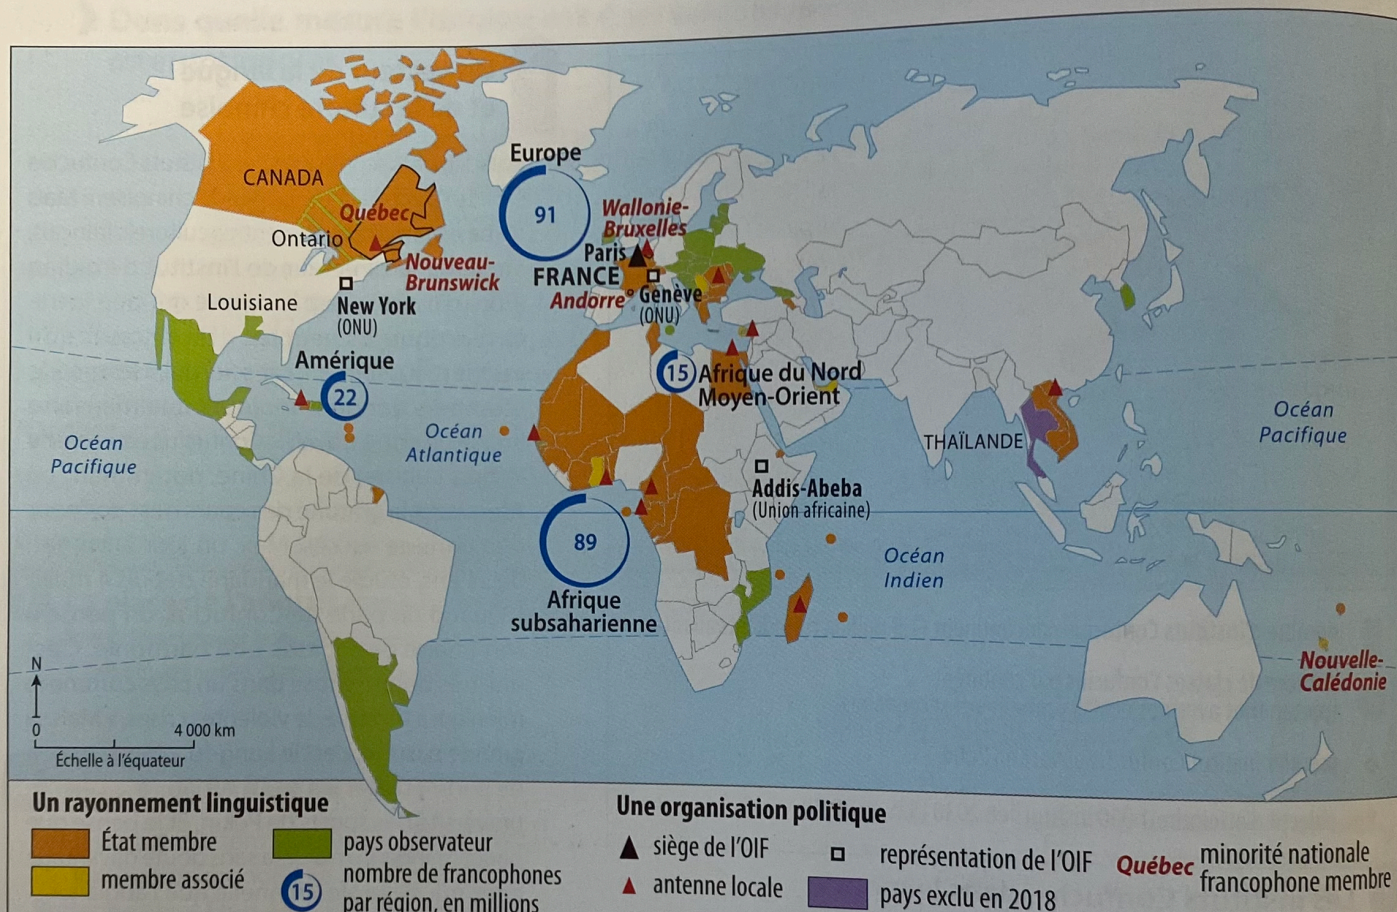 Europe
91
CANADA
Québec
Ontario
Wallonie-
Bruxelles
Paris
FRANCE
Andorre
Genève
(ONU)
Nouveau-
Brunswick
Louisiane
New York
(ONU)
Amérique
22
15
Afrique du Nord
Moyen-Orient
Océan
Pacifique
Océan
Atlantique
THAÏLANDE
Océan
Pacifique
Addis-Abeba
(Union africaine)
89
Afrique
subsaharienne
Océan
Indien
Nouvelle-
Calédonie
N
0
4 000 km
Échelle à l'équateur
Un rayonnement linguistique
État membre
membre associé
pays observateur
15
nombre de francophones
par région, en millions
Une organisation politique
siège de l'OIF
antenne locale
représentation de l'OIF
pays exclu en 2018
Québec
minorité nationale
francophone membre